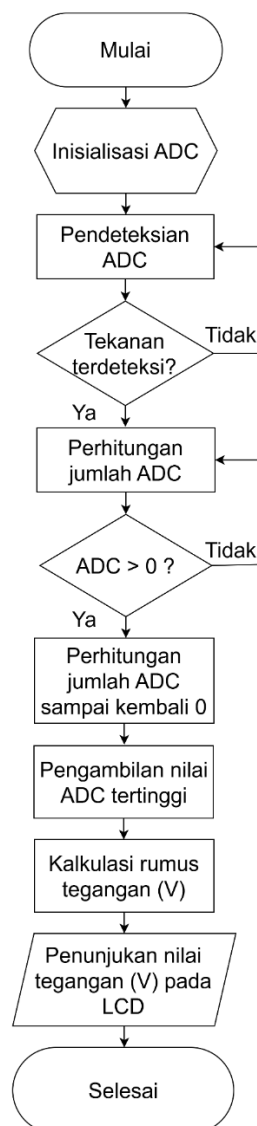 Mulai
Inisialisasi ADC
Pendeteksian
ADC
Tekanan
terdeteksi?
Tidak
Ya
Perhitungan
jumlah ADC
ADC > 0 ?
Tidak
Ya
Perhitungan
jumlah ADC
sampai kembali 0
Pengambilan nilai
ADC tertinggi
Kalkulasi rumus
tegangan (V)
Penunjukan nilai
tegangan (V) pada
LCD
Selesai